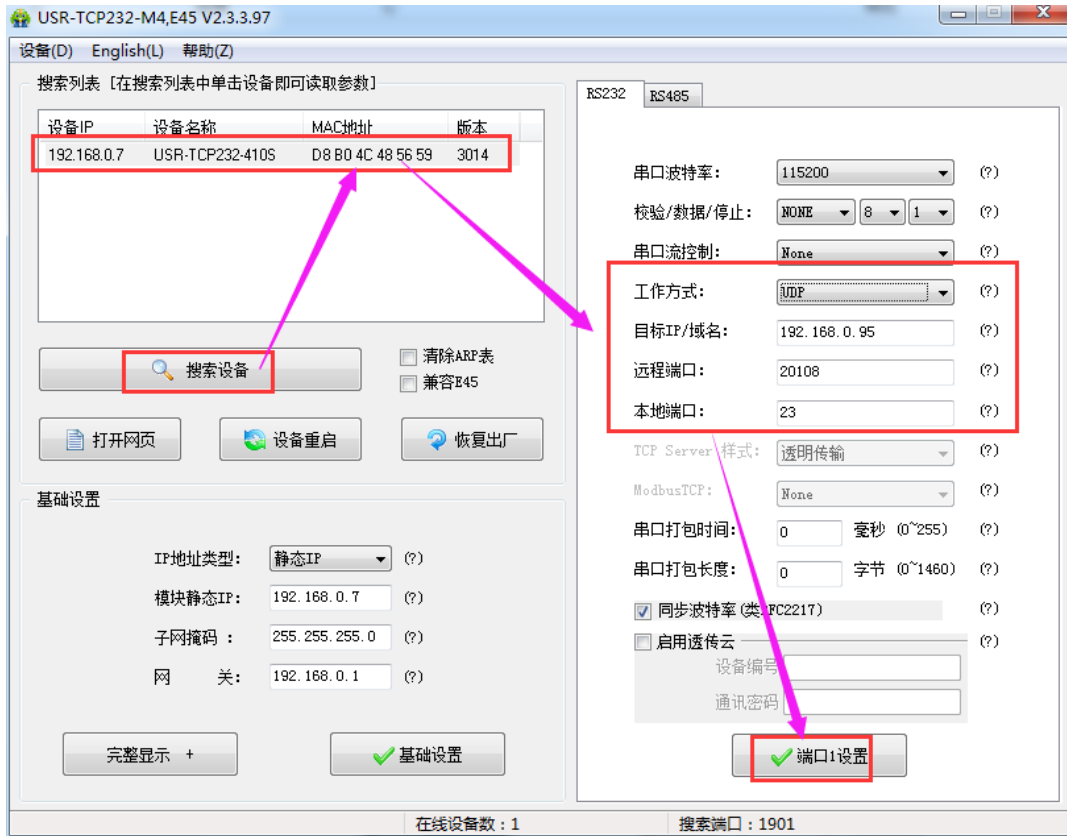 USR-TCP232-M4,E45 V2.3.3.97
设备(D) English(L) 帮助(Z)
搜索列表 [在搜索列表中单击设备即可读取参数]
设备IP 设备名称 MAC地址 版本
192.168.0.7 USR-TCP232-410S D8 B0 4C 48 56 59 3014
搜索设备
清除ARP表
兼容E45
打开网页 设备重启 恢复出厂
基础设置
IP地址类型: 静态IP (?)
模块静态IP: 192.168.0.7 (?)
子网掩码 : 255.255.255.0 (?)
网 关: 192.168.0.1 (?)
完整显示 + 基础设置
RS232 RS485
串口波特率: 115200 (?)
校验/数据/停止: NONE 8 1 (?)
串口流控制: None (?)
工作方式: UDP (?)
目标IP/域名: 192.168.0.95 (?)
远程端口: 20108 (?)
本地端口: 23 (?)
TCP Server 样式: 透明传输 (?)
ModbusTCP: None (?)
串口打包时间: 0 毫秒 (0~255) (?)
串口打包长度: 0 字节 (0~1460) (?)
同步波特率(类RFC2217) (?)
启用透传云 (?)
设备编号
通讯密码
端口1设置
在线设备数:1 搜索端口:1901